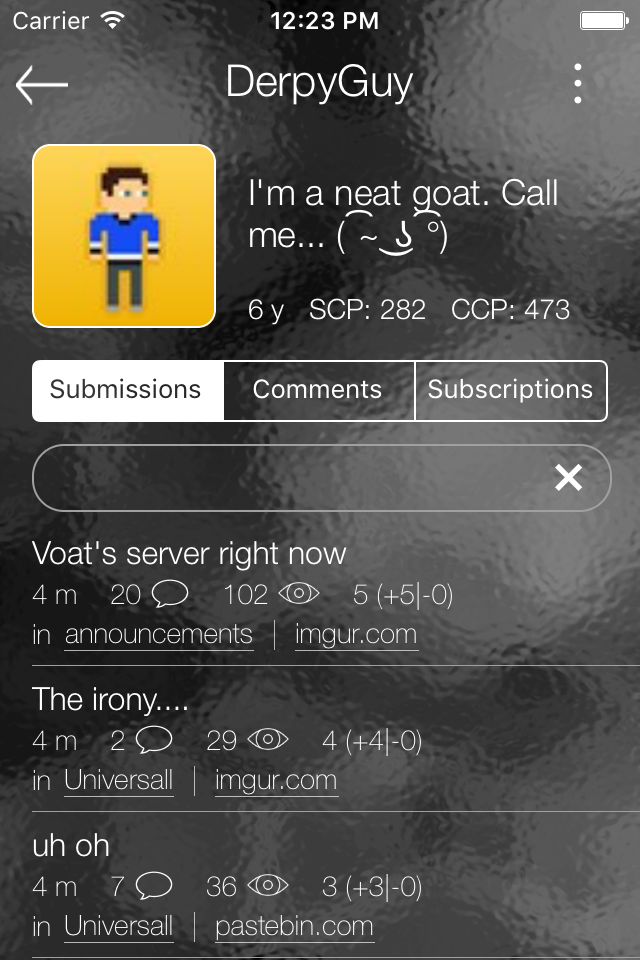 Carrier 12:23 PM
DerpyGuy
I'm a neat goat. Call
me... ( ͡~ ͜ʖ ͡°)
6 y SCP: 282 CCP: 473
Submissions Comments Subscriptions
Voat's server right now
4 m 20 102 5 (+5|-0)
in announcements | imgur.com
The irony....
4 m 2 29 4 (+4|-0)
in Universall | imgur.com
uh oh
4 m 7 36 3 (+3|-0)
in Universall | pastebin.com